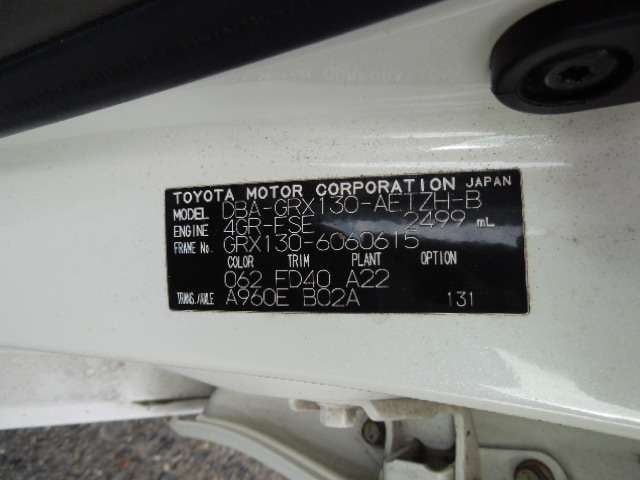 TOYOTA MOTOR CORPORATION JAPAN
MODEL DBA-GRX130-AETZH-B
ENGINE 4GR-FSE 2499 mL
FRAME No. GRX130-6060615
COLOR TRIM PLANT OPTION
062 FD40 A22
TRANS./AXLE A960E B02A 131